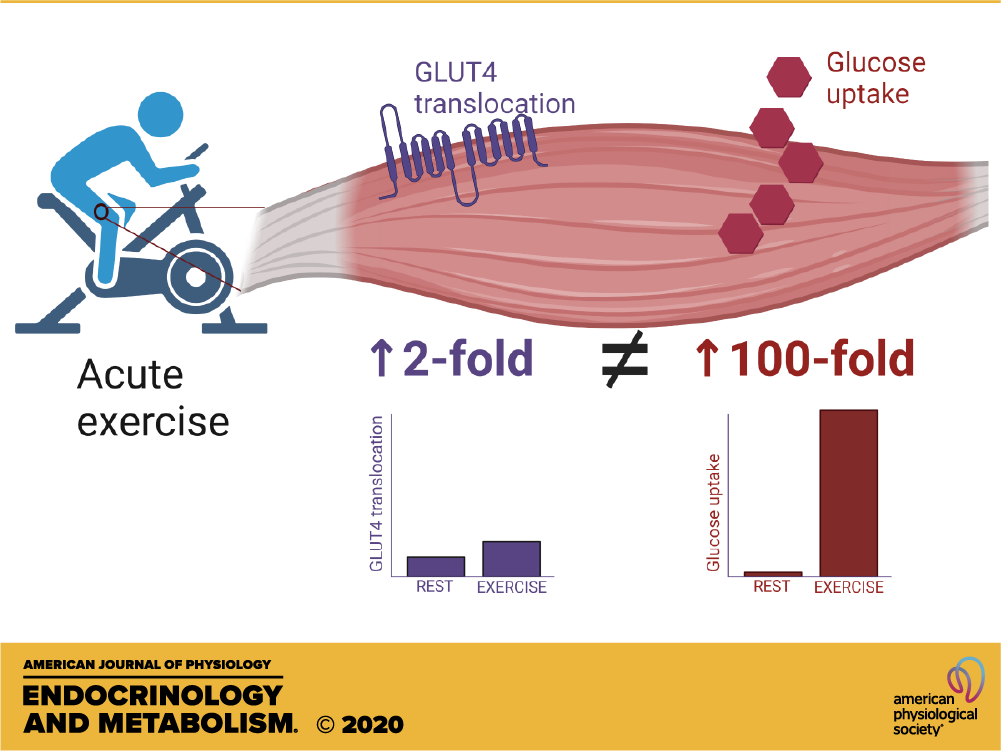 GLUT4
translocation
Glucose
uptake
Acute
exercise
↑2-fold
≠
↑100-fold
GLUT4 translocation
REST
EXERCISE
Glucose uptake
REST
EXERCISE
AMERICAN JOURNAL OF PHYSIOLOGY
ENDOCRINOLOGY
AND METABOLISM. © 2020
american
physiological
society